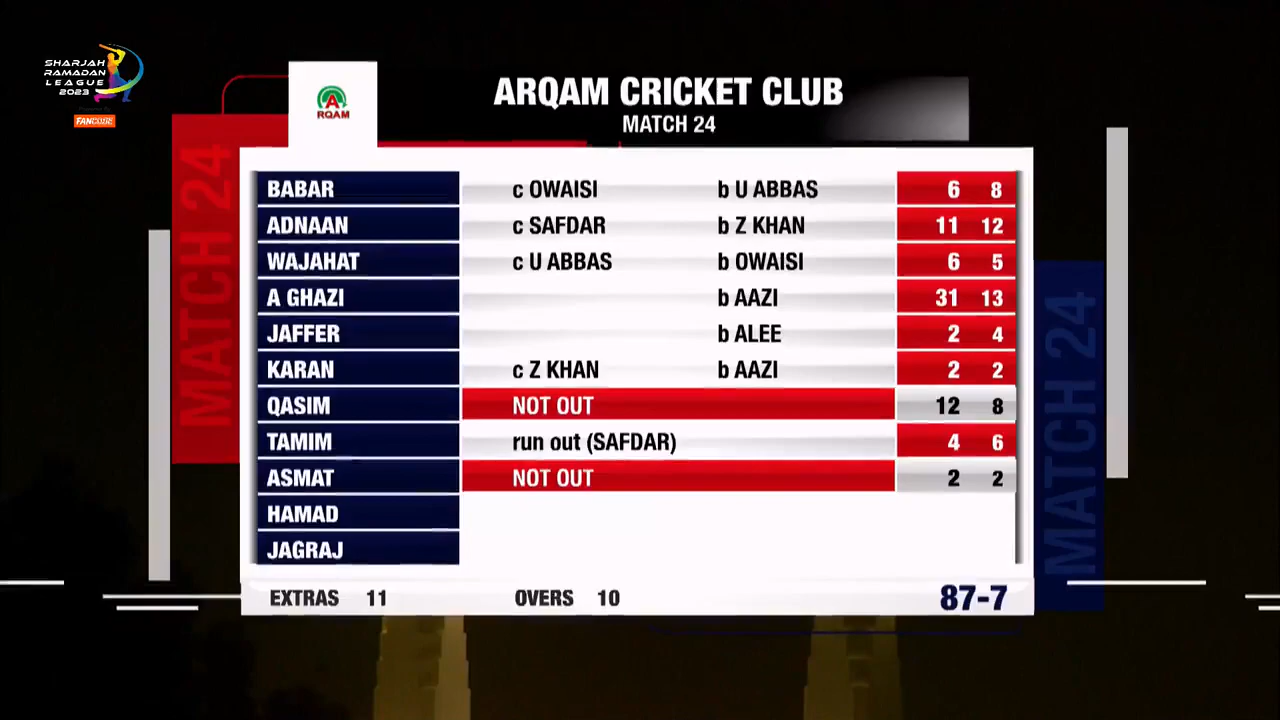 SHARJAH
RAMADAN
LEAGUE
2023
FANCODE
A
RQAM
ARQAM CRICKET CLUB
MATCH 24
MATCH 24
BABAR c OWAISI b U ABBAS 6 8
ADNAAN c SAFDAR b Z KHAN 11 12
WAJAHAT c U ABBAS b OWAISI 6 5
A GHAZI b AAZI 31 13
JAFFER b ALEE 2 4
KARAN c Z KHAN b AAZI 2 2
QASIM NOT OUT 12 8
TAMIM run out (SAFDAR) 4 6
ASMAT NOT OUT 2 2
HAMAD
JAGRAJ
EXTRAS 11 OVERS 10 87-7
MATCH 24